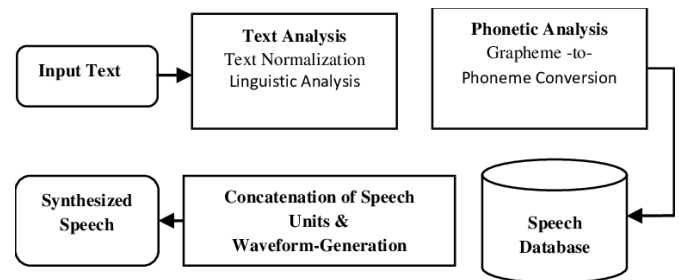 Input Text
Text Analysis
Text Normalization
Linguistic Analysis
Phonetic Analysis
Grapheme -to-
Phoneme Conversion
Synthesized
Speech
Concatenation of Speech
Units &
Waveform-Generation
Speech
Database